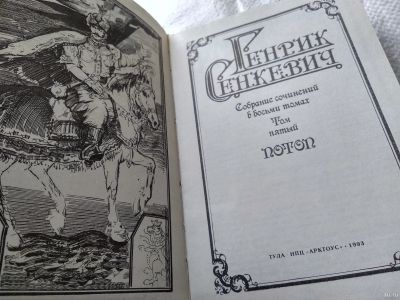 Генрик
Сенкевич
Собрание сочинений
в восьми томах
Том
пятый
ПОТОП
ТУЛА НПЦ «АРКТОУС» • 1993